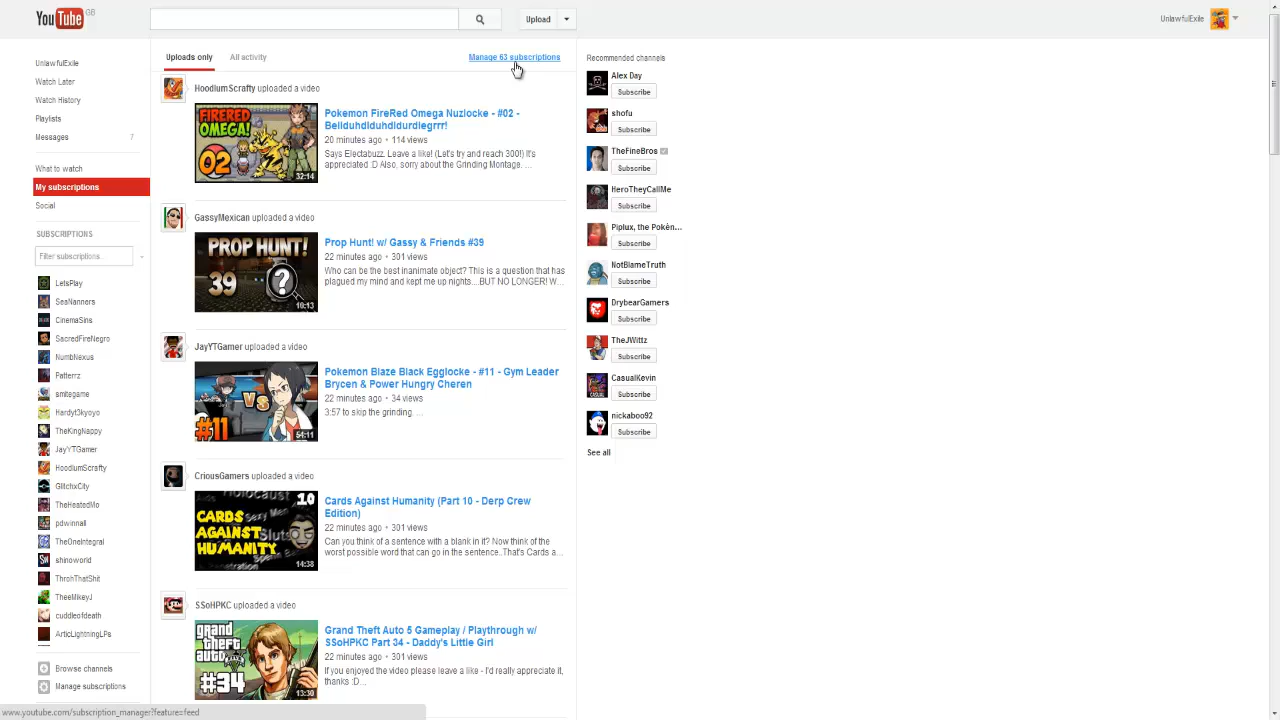 YouTube GB
Upload
UnlawfulExile
UnlawfulExile
Watch Later
Watch History
Playlists
Messages 7
What to watch
My subscriptions
Social
SUBSCRIPTIONS
Filter subscriptions...
LetsPlay
SeaNanners
CinemaSins
SacredFireNegro
NumbNexus
Patterrz
smitegame
Hardyt3kyoyo
TheKingNappy
JayYTGamer
HoodlumScrafty
GlitchxCity
TheHeatedMo
pdwinnall
TheOneIntegral
shinoworld
ThrohThatShit
TheeMikeyJ
cuddleofdeath
ArticLightningLPs
Browse channels
Manage subscriptions
Uploads only All activity Manage 63 subscriptions
HoodlumScrafty uploaded a video
FIRERED
OMEGA!
02
32:14
Pokemon FireRed Omega Nuzlocke - #02 -
Bellduhdlduhdldurdlegrrr!
20 minutes ago • 114 views
Says Electabuzz. Leave a like! (Let's try and reach 300!) It's
appreciated :D Also, sorry about the Grinding Montage. ...
GassyMexican uploaded a video
PROP HUNT!
39
?
10:13
Prop Hunt! w/ Gassy & Friends #39
22 minutes ago • 301 views
Who can be the best inanimate object? This is a question that has
plagued my mind and kept me up nights...BUT NO LONGER! W...
JayYTGamer uploaded a video
VS
#11
54:11
Pokemon Blaze Black Egglocke - #11 - Gym Leader
Brycen & Power Hungry Cheren
22 minutes ago • 34 views
3:57 to skip the grinding. ...
CriousGamers uploaded a video
Holocaust 10
Sexy Men
CARDS
AGAINST Sluts
HUMANITY
14:38
Cards Against Humanity (Part 10 - Derp Crew
Edition)
22 minutes ago • 301 views
Can you think of a sentence with a blank in it? Now think of the
worst possible word that can go in the sentence..That's Cards a...
SSoHPKC uploaded a video
grand
theft
auto
#34
13:30
Grand Theft Auto 5 Gameplay / Playthrough w/
SSoHPKC Part 34 - Daddy's Little Girl
22 minutes ago • 301 views
If you enjoyed the video please leave a like - I'd really appreciate it,
thanks :D...
Recommended channels
Alex Day
Subscribe
shofu
Subscribe
TheFineBros
Subscribe
HeroTheyCallMe
Subscribe
Piplux, the Pokèn...
Subscribe
NotBlameTruth
Subscribe
DrybearGamers
Subscribe
TheJWittz
Subscribe
CasualKevin
Subscribe
nickaboo92
Subscribe
See all
www.youtube.com/subscription_manager?feature=feed